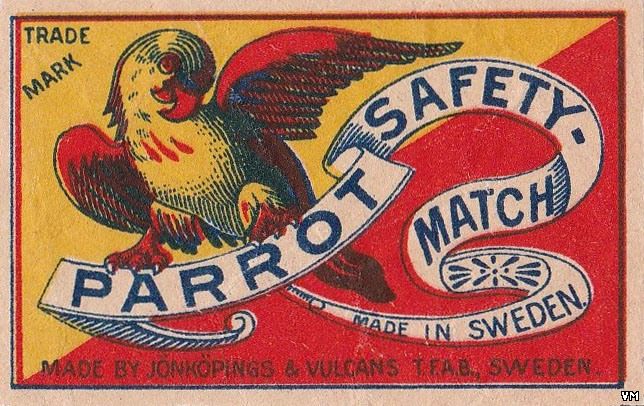 TRADE
MARK
PARROT
SAFETY-
MATCH
MADE IN SWEDEN.
MADE BY JÖNKÖPINGS & VULCANS T.F.A.B., SWEDEN.
VM